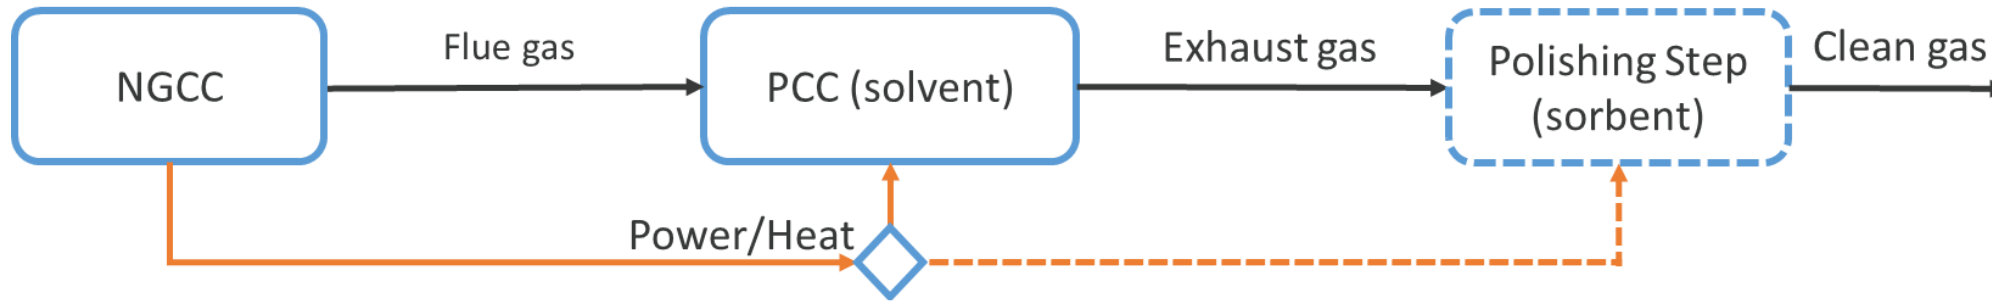 NGCC
Flue gas
PCC (solvent)
Exhaust gas
Polishing Step
(sorbent)
Clean gas
Power/Heat